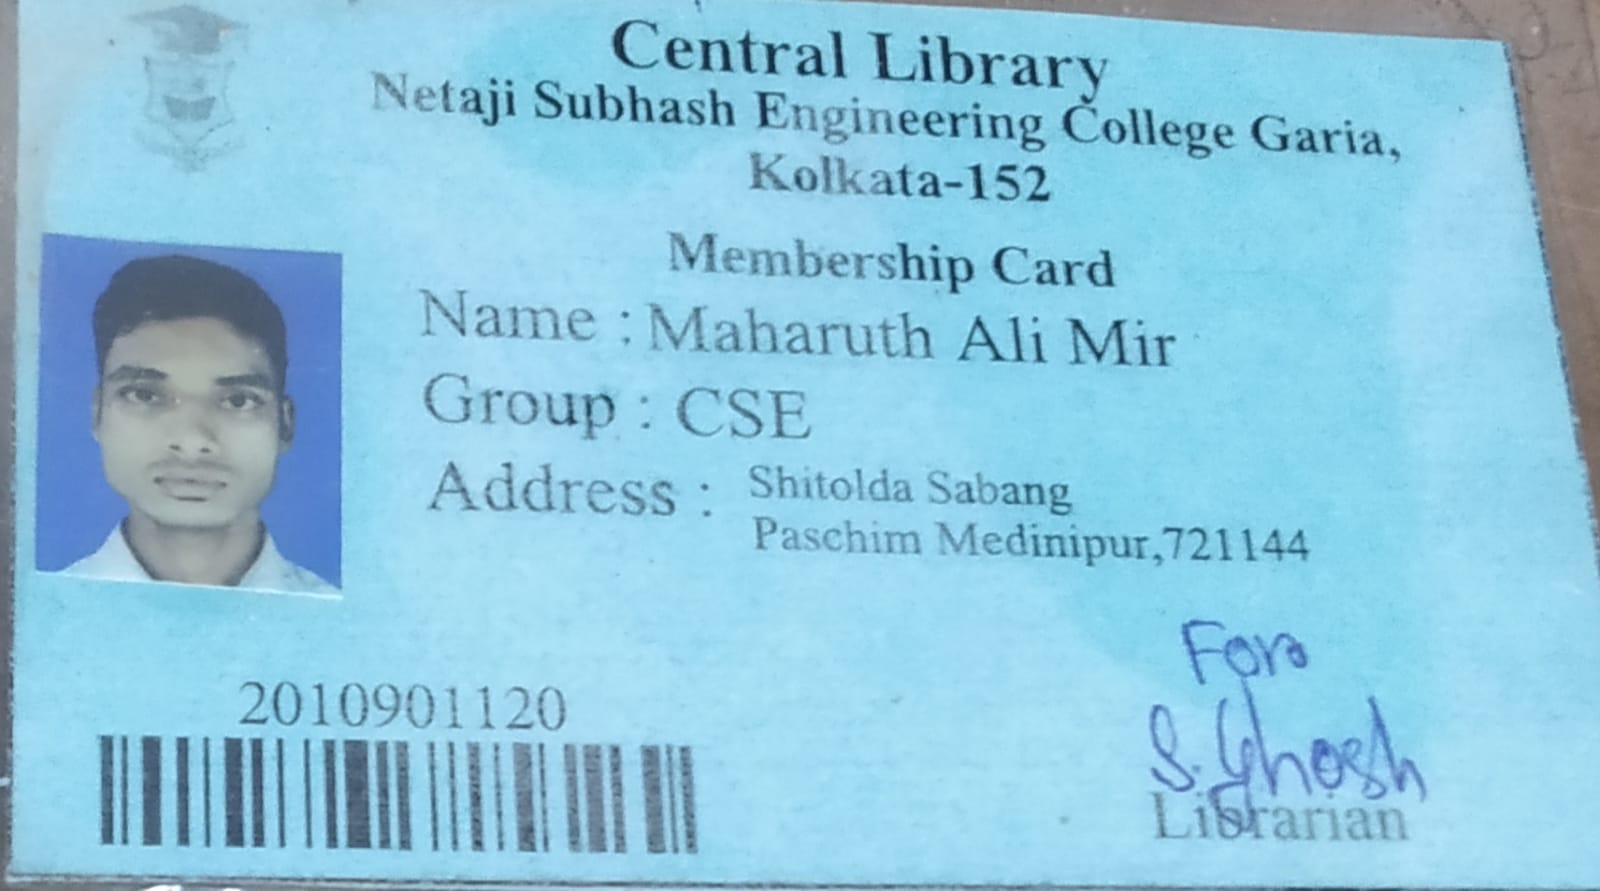 Central Library
Netaji Subhash Engineering College Garia,
Kolkata-152
Membership Card
Name : Maharuth Ali Mir
Group : CSE
Address : Shitolda Sabang
Paschim Medinipur,721144
2010901120
For
S. Ghosh
Librarian